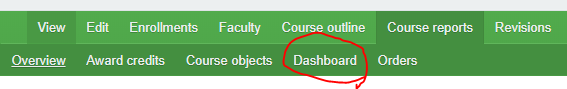 View Edit Enrollments Faculty Course outline Course reports Revisions
Overview Award credits Course objects Dashboard Orders